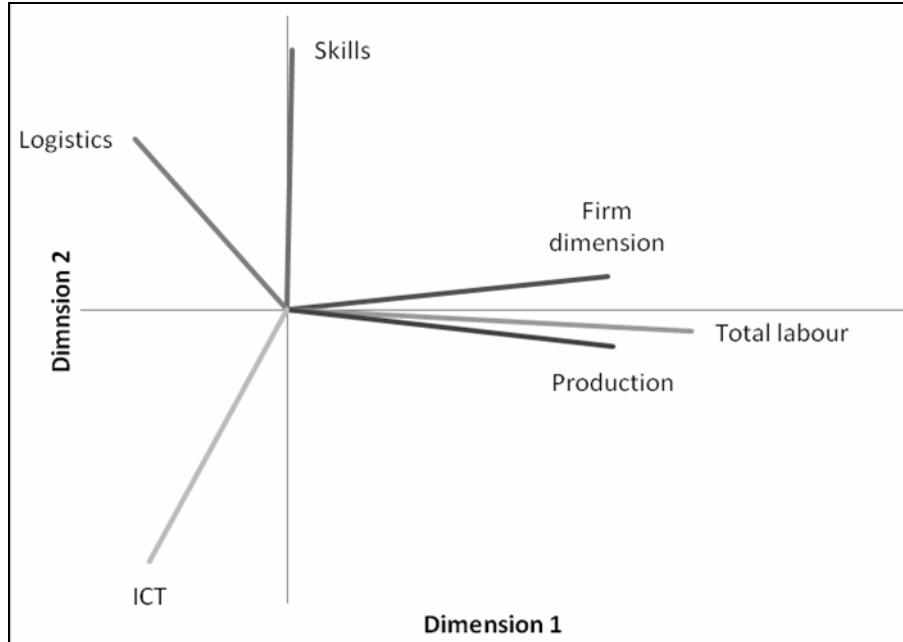 Skills
Logistics
Firm
dimension
Dimnsion 2
Total labour
Production
ICT
Dimension 1